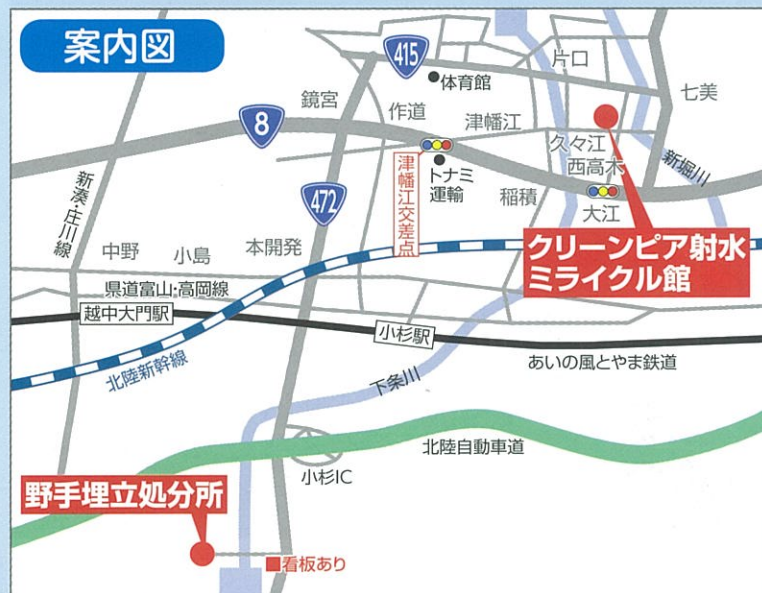 案内図
415
片口
体育館
七美
鏡宮
作道
津幡江
8
久々江
西高木
新堀川
トナミ
運輸
津幡江交差点
稲積
大江
新湊・庄川線
472
中野
小島
本開発
クリーンピア射水
ミライクル館
県道富山・高岡線
越中大門駅
小杉駅
あいの風とやま鉄道
北陸新幹線
下条川
北陸自動車道
小杉IC
野手埋立処分所
■看板あり